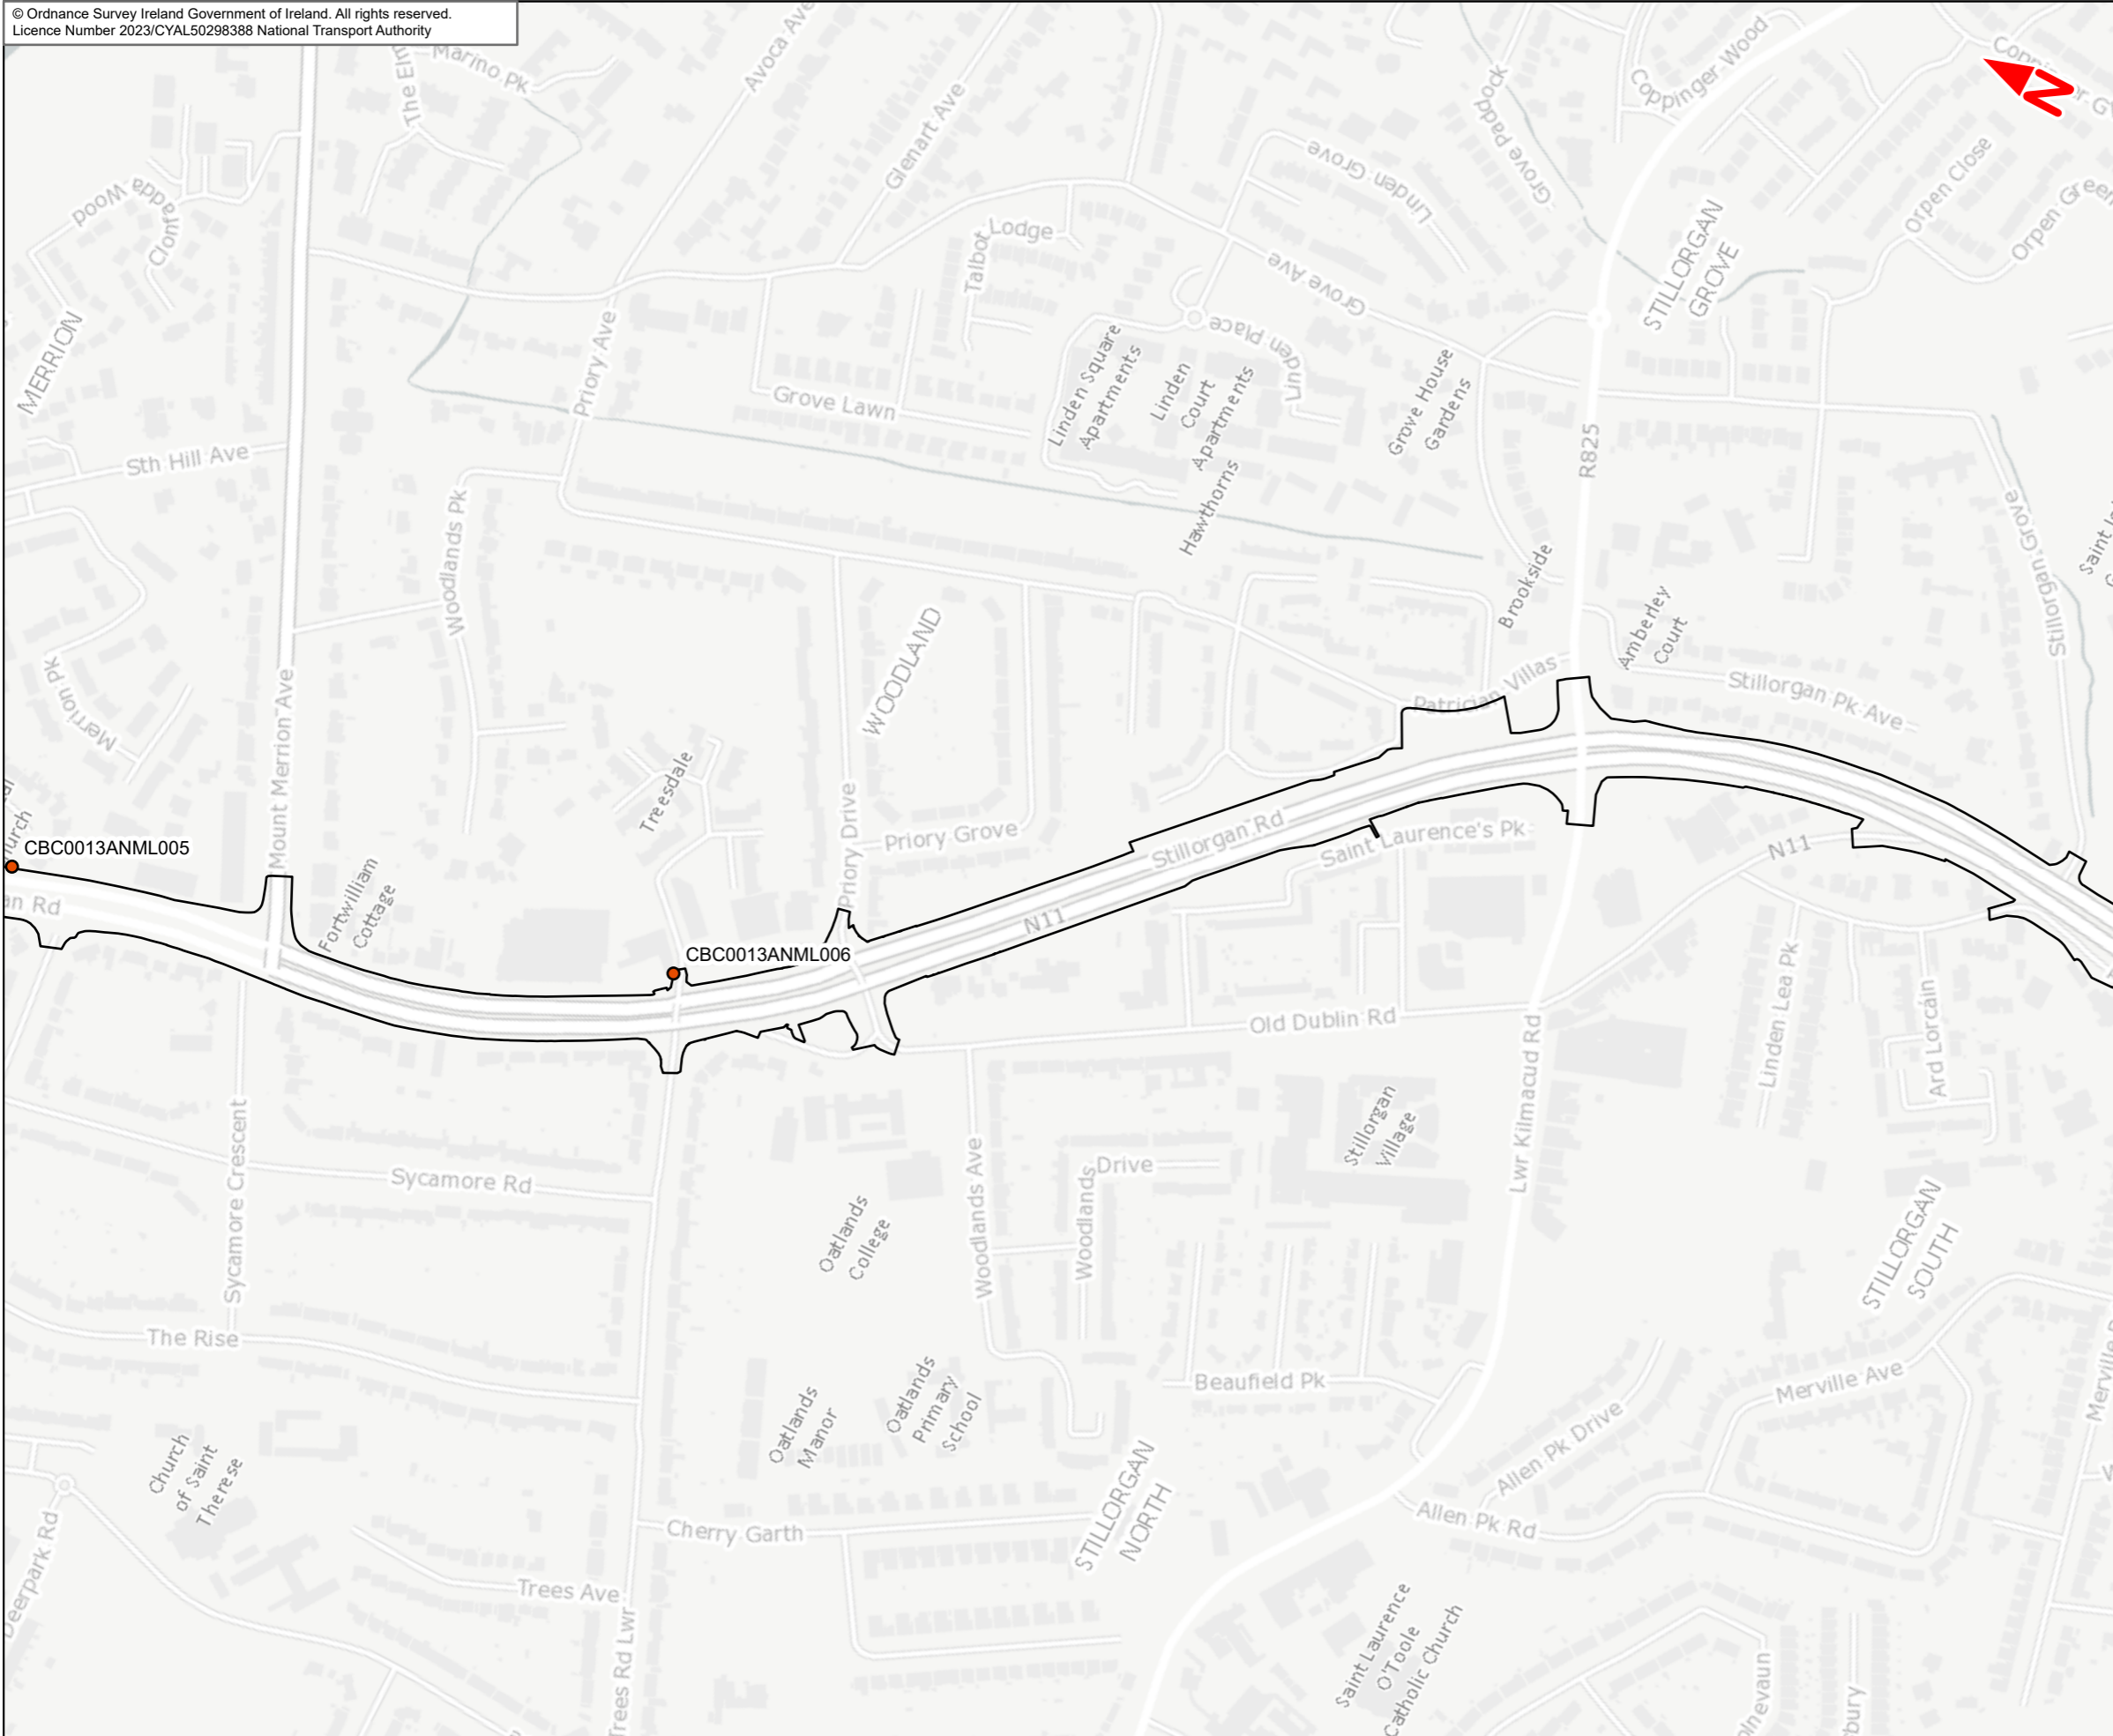 © Ordnance Survey Ireland Government of Ireland. All rights reserved.
Licence Number 2023/CYAL50298388 National Transport Authority
Marino Pk
The Elm
Avoca Ave
Glenart Ave
Grove Paddock
Coppinger Wood
N
Clonfadda Wood
Linden Grove
Orpen Close
Orpen Green
Talbot
Lodge
Grove Ave
STILLORGAN
GROVE
MERRION
Priory Ave
Grove Lawn
Linden Square
Apartments
Linden
Court
Apartments
Linden Place
Grove House
Gardens
R825
Sth Hill Ave
Woodlands Pk
Hawthorns
Brookside
Stillorgan Grove
Merrion Pk
Mount Merrion Ave
WOODLAND
Amberley
Court
Patrician Villas
Stillorgan Pk Ave
Treesdale
Priory Drive
Priory Grove
Stillorgan Rd
Saint Laurence's Pk
N11
CBC0013ANML005
an Rd
Fortwilliam
Cottage
CBC0013ANML006
N11
Old Dublin Rd
Lwr Kilmacud Rd
Linden Lea Pk
Ard Lorcáin
Sycamore Crescent
Sycamore Rd
Oatlands
College
Woodlands Ave
Woodlands
Drive
Stillorgan
Village
STILLORGAN
SOUTH
The Rise
Oatlands
Manor
Oatlands
Primary
School
Beaufield Pk
Merville Ave
Merville
Church
of Saint
Therese
STILLORGAN
NORTH
Allen Pk Drive
Allen Pk Rd
Deerpark Rd
Cherry Garth
Trees Ave
Trees Rd Lwr
Saint Laurence
O'Toole
Catholic Church